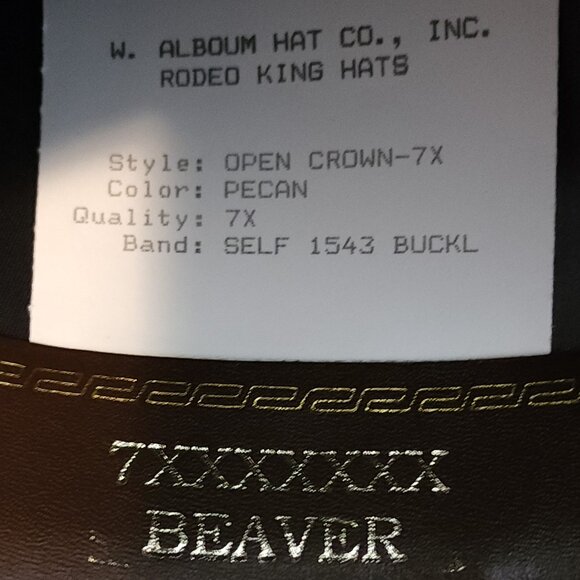 W. ALBOUM HAT CO., INC.
RODEO KING HATS
Style: OPEN CROWN-7X
Color: PECAN
Quality: 7X
Band: SELF 1543 BUCKL
7XXXXXXX
BEAVER